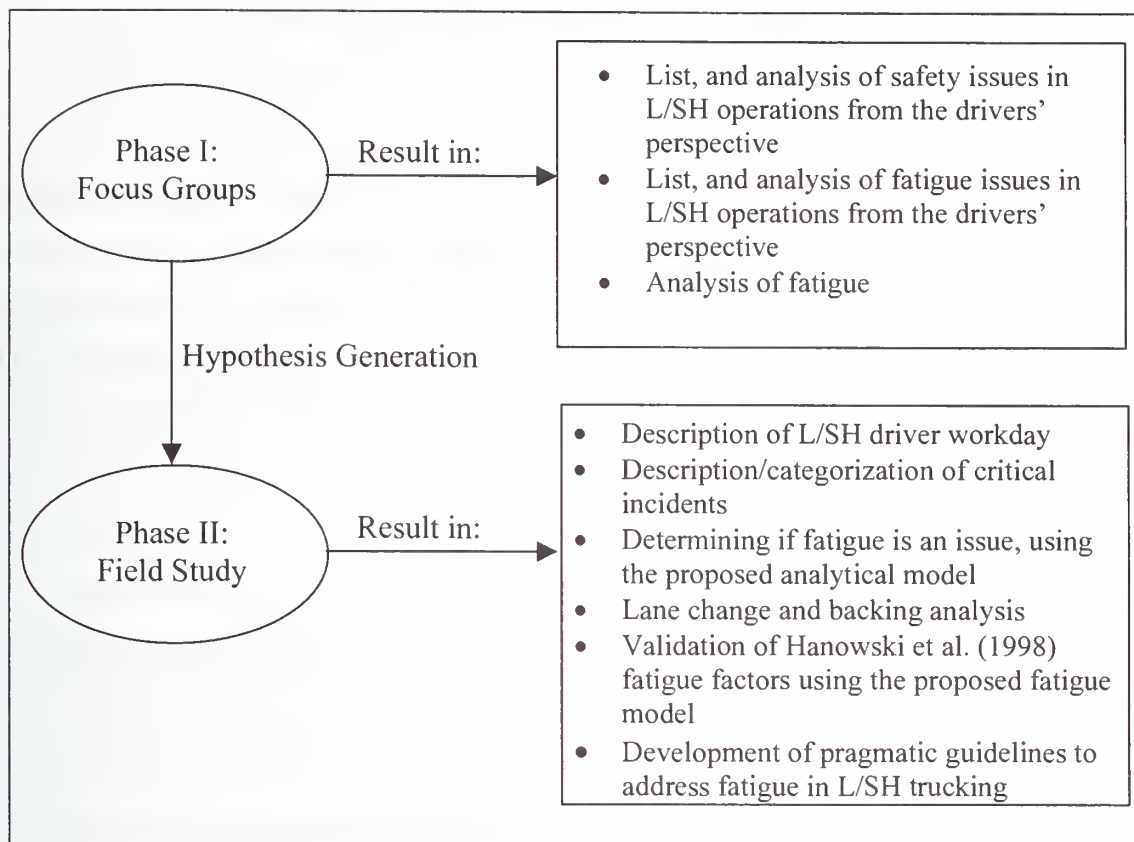 Phase I:
Focus Groups
Result in:
• List, and analysis of safety issues in
L/SH operations from the drivers'
perspective
• List, and analysis of fatigue issues in
L/SH operations from the drivers'
perspective
• Analysis of fatigue
Hypothesis Generation
Phase II:
Field Study
Result in:
• Description of L/SH driver workday
• Description/categorization of critical
incidents
• Determining if fatigue is an issue, using
the proposed analytical model
• Lane change and backing analysis
• Validation of Hanowski et al. (1998)
fatigue factors using the proposed fatigue
model
• Development of pragmatic guidelines to
address fatigue in L/SH trucking